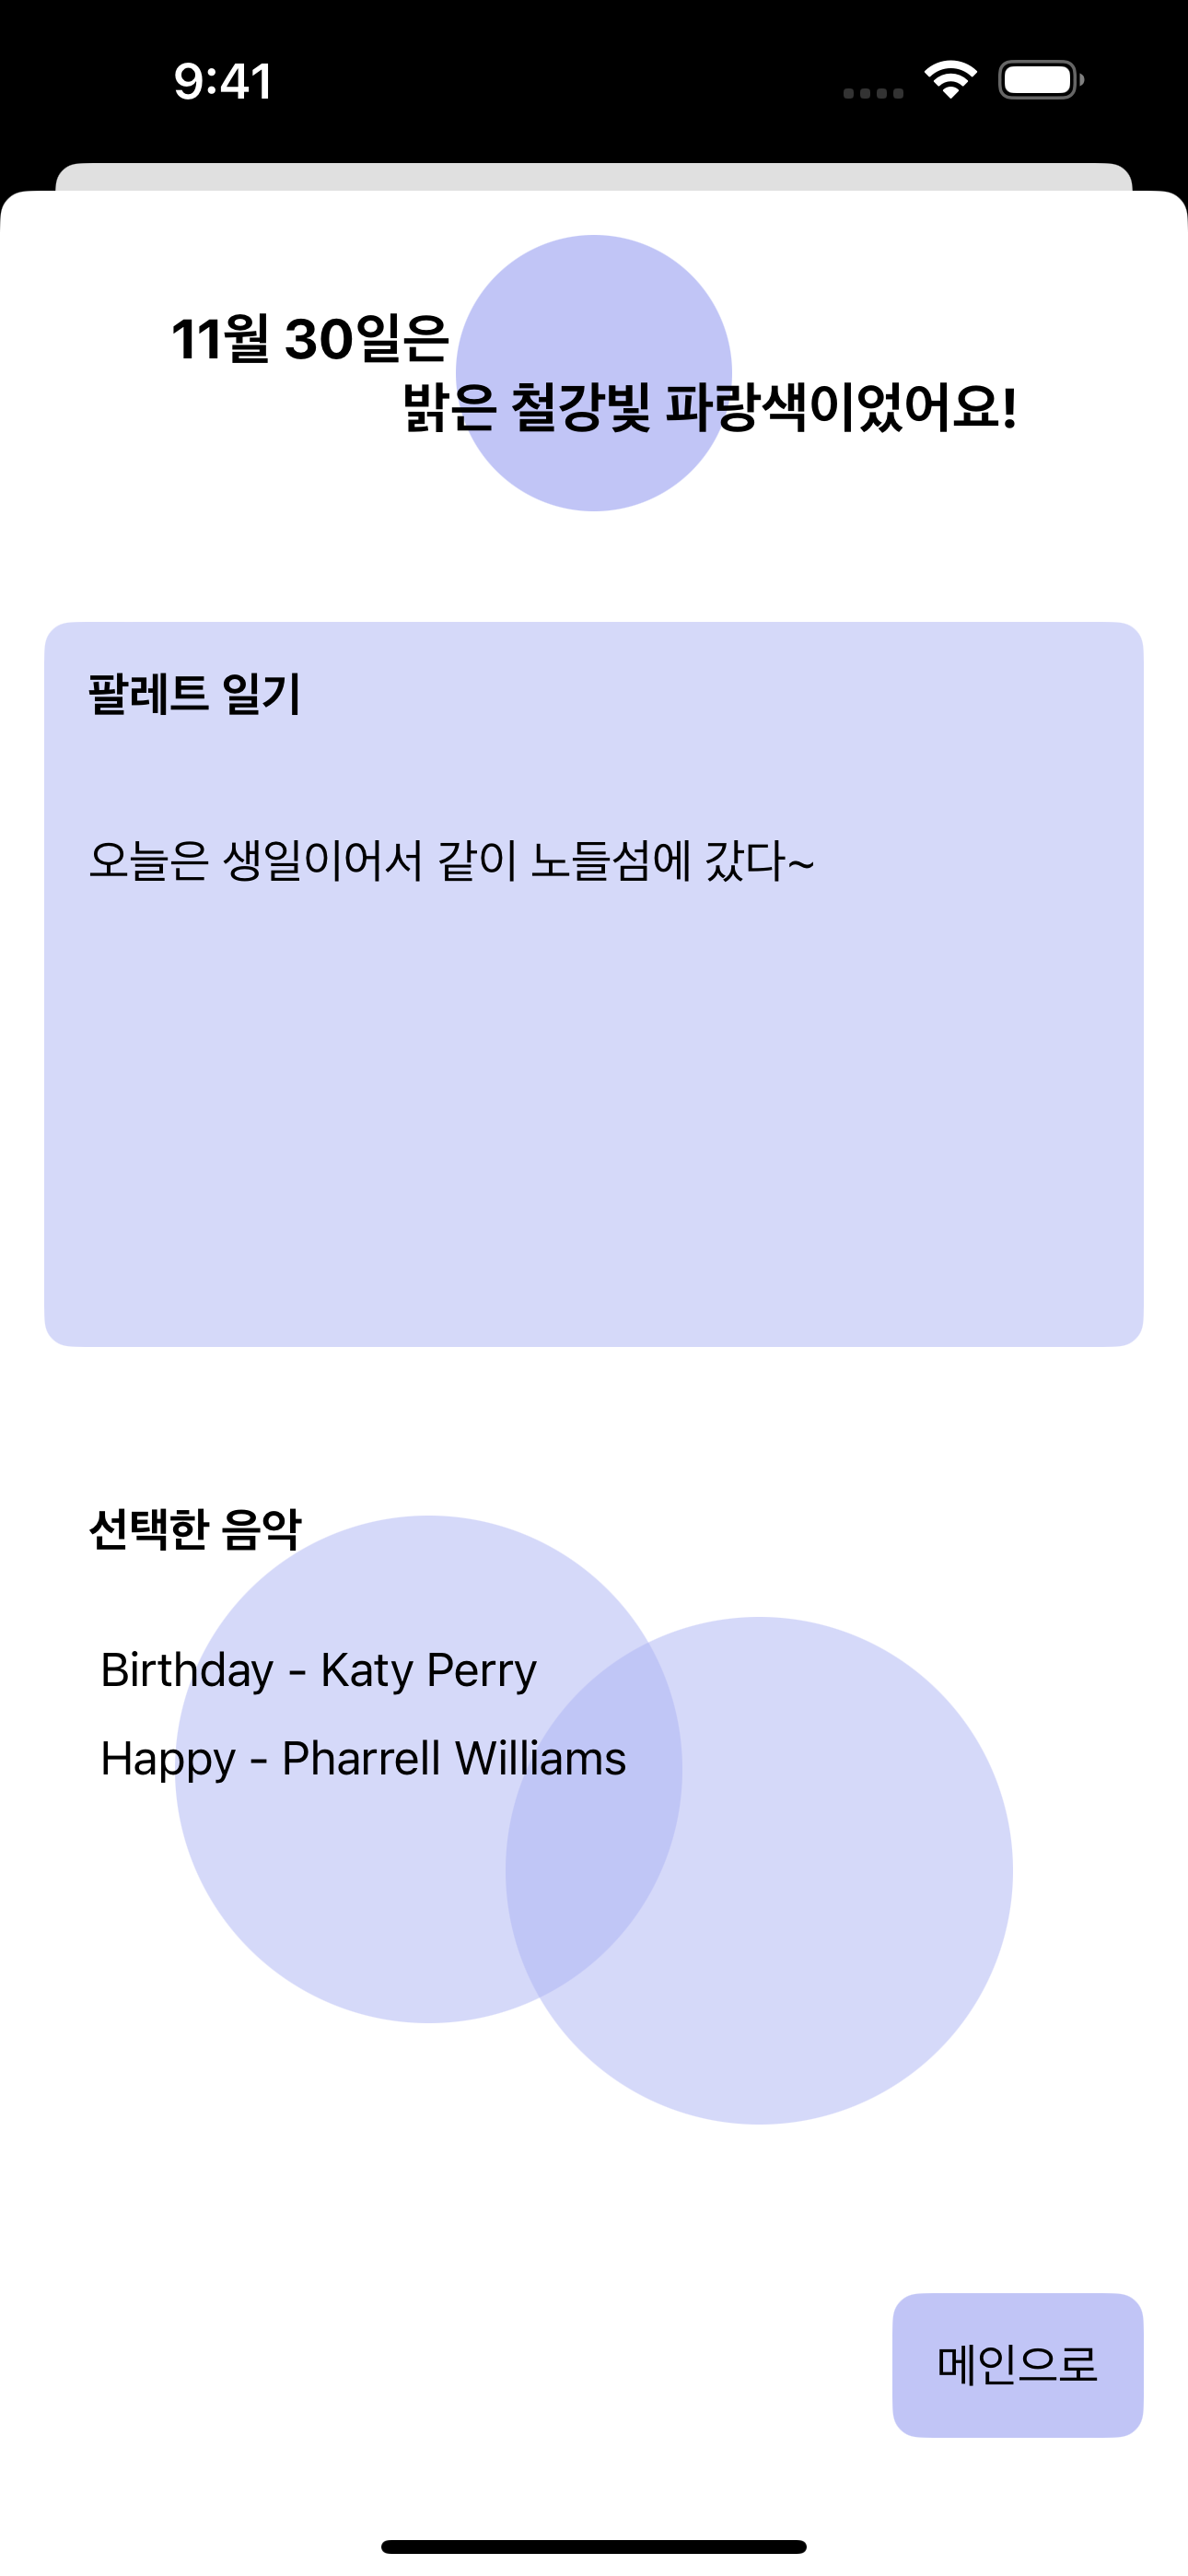 9:41
11월 30일은
밝은 철강빛 파랑색이었어요!
팔레트 일기
오늘은 생일이어서 같이 노들섬에 갔다~
선택한 음악
Birthday - Katy Perry
Happy - Pharrell Williams
메인으로